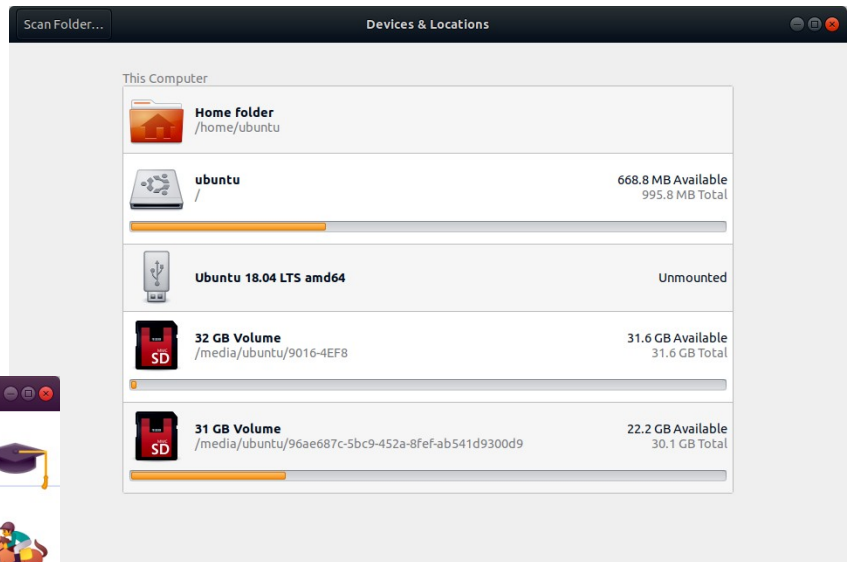 Scan Folder...
Devices & Locations
This Computer
Home folder
/home/ubuntu
ubuntu
/
668.8 MB Available
995.8 MB Total
Ubuntu 18.04 LTS amd64
Unmounted
32 GB Volume
/media/ubuntu/9016-4EF8
31.6 GB Available
31.6 GB Total
SD
31 GB Volume
/media/ubuntu/96ae687c-5bc9-452a-8fef-ab541d9300d9
22.2 GB Available
30.1 GB Total
SD